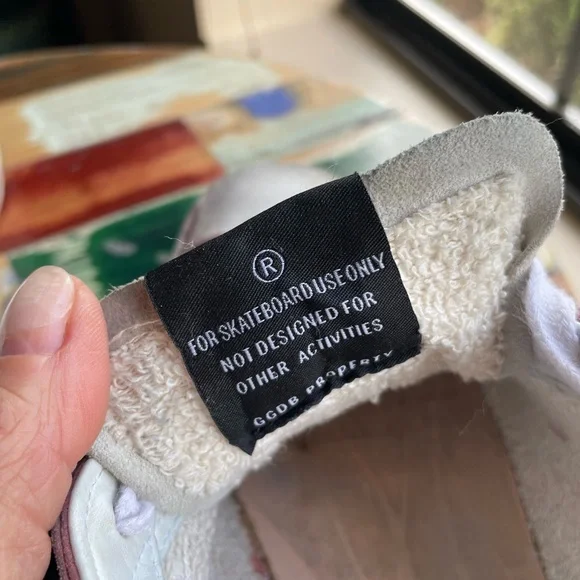 ®
FOR SKATEBOARD USE ONLY
NOT DESIGNED FOR
OTHER ACTIVITIES
GGDB PROPERTY